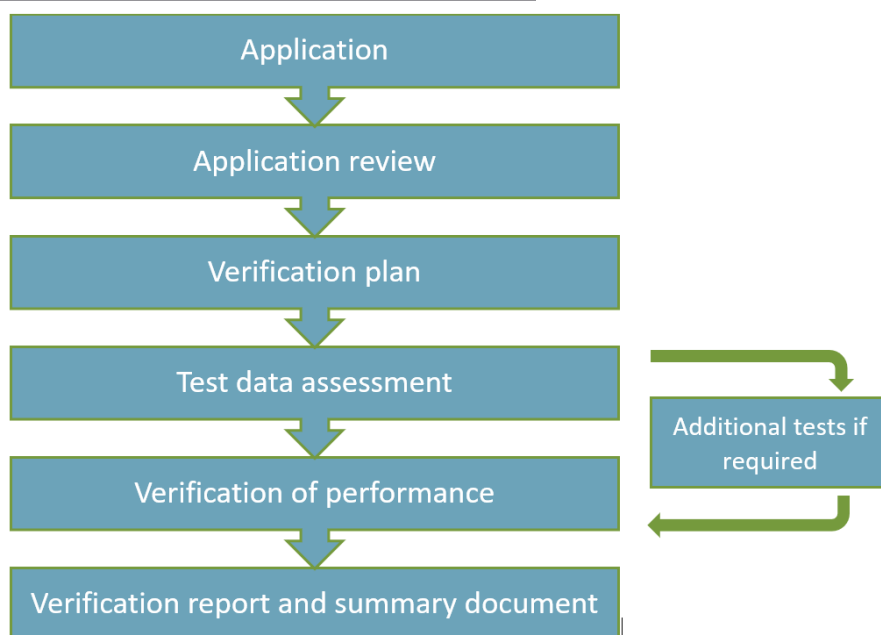 Application
Application review
Verification plan
Test data assessment
Additional tests if
required
Verification of performance
Verification report and summary document